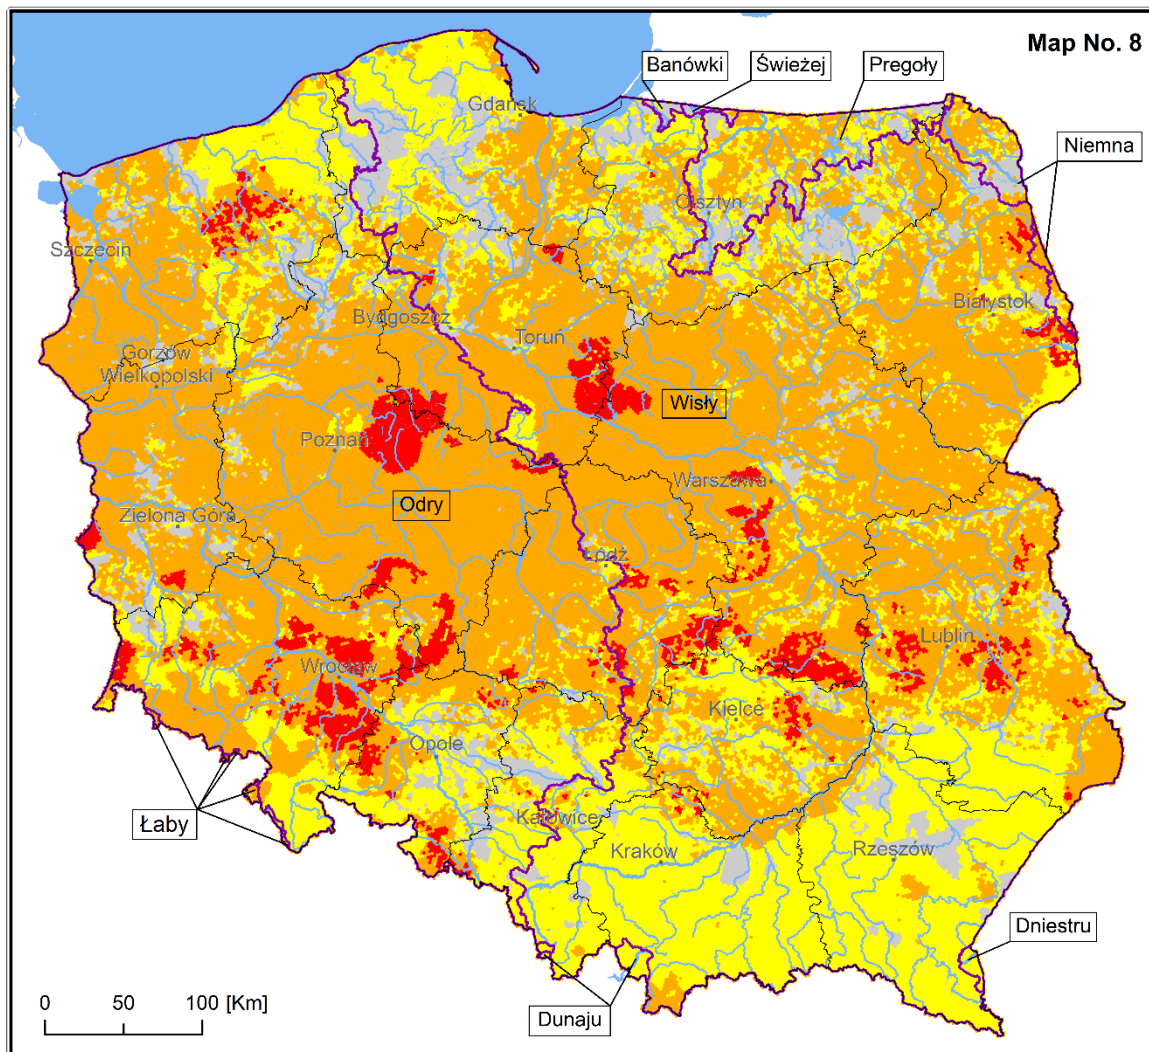 Map No. 8
Banówki
Świeżej
Pregoły
Gdańsk
Niemna
Olsztyn
Szczecin
Białystok
Bydgoszcz
Toruń
Gorzów
Wielkopolski
Wisły
Poznań
Warszawa
Odry
Zielona Góra
Łódź
Lublin
Wrocław
Kielce
Opole
Łaby
Katowice
Kraków
Rzeszów
Dniestru
0 50 100 [Km]
Dunaju